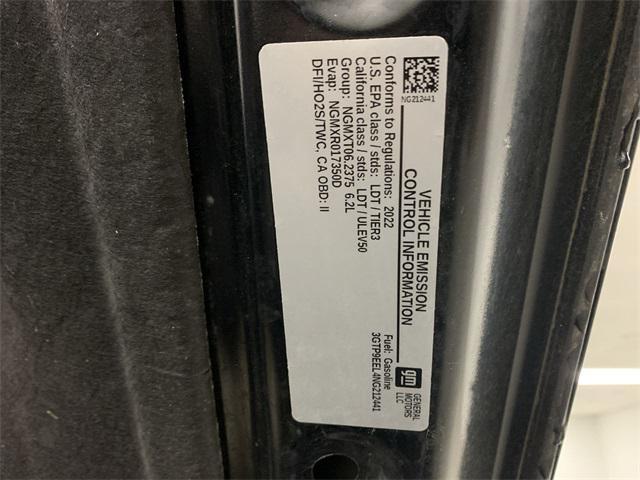 NG212441
VEHICLE EMISSION
CONTROL INFORMATION
gm
GENERAL
MOTORS
LLC
Conforms to Regulations: 2022
U.S. EPA class / stds: LDT / TIER3
California class / stds: LDT / ULEV50
Group: NGMXT06.2375 6.2L
Evap: NGMXR017350D
DFI/HO2S/TWC, CA OBD: II
Fuel: Gasoline
3GTP9EEL4NG212441